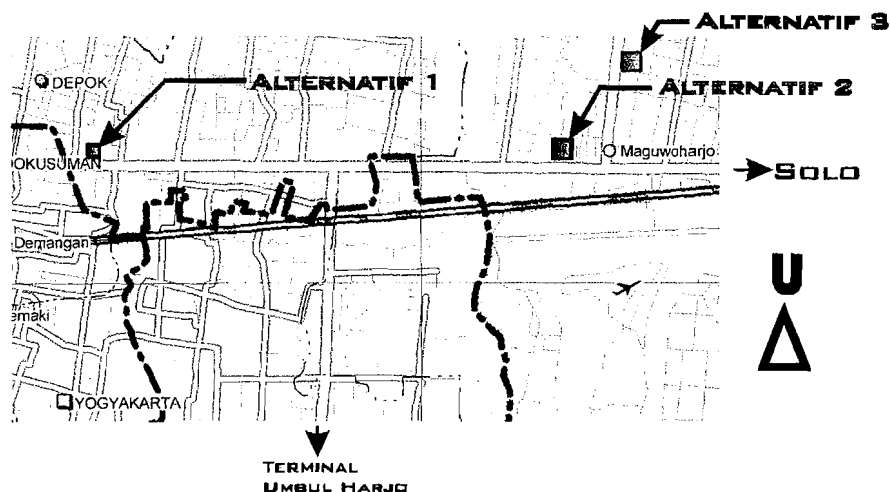 ALTERNATIF 3
DEPOK
ALTERNATIF 1
ALTERNATIF 2
OKUSUMAN
Maguwoharjo
SOLO
Demangan
emaki
U
YOGYAKARTA
TERMINAL
UMBUL HARJO